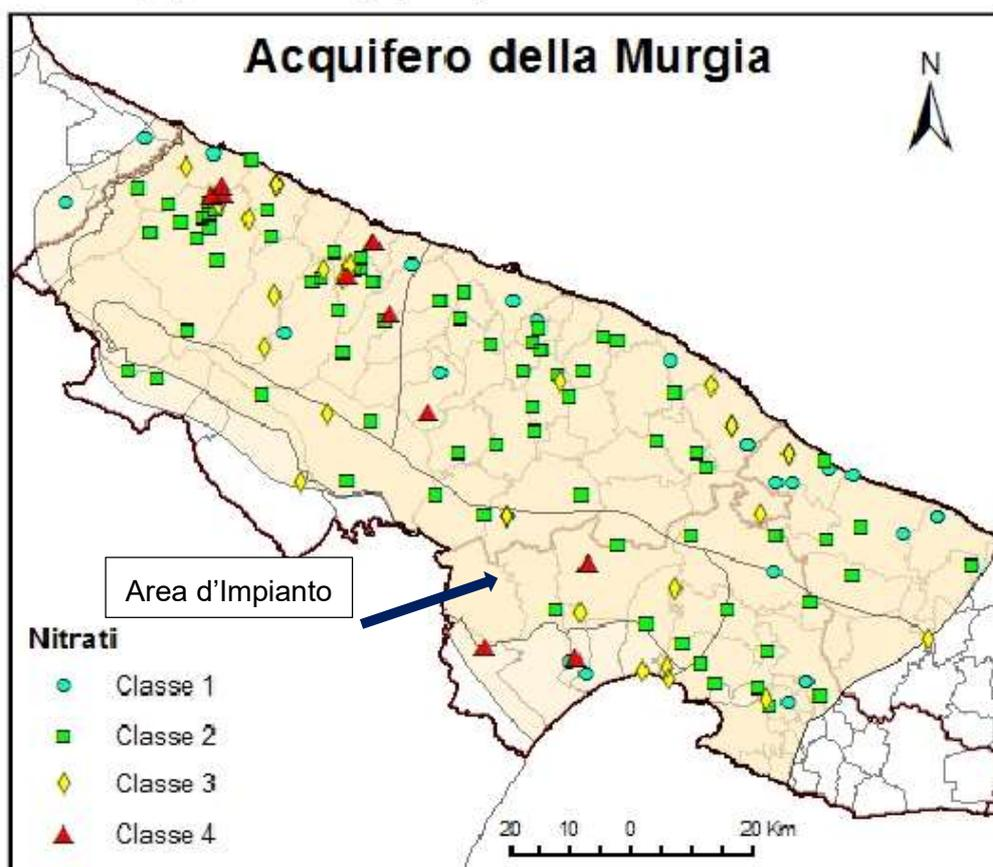 Acquifero della Murgia
N
Area d'Impianto
Nitrati
Classe 1
Classe 2
Classe 3
Classe 4
20 10 0 20 Km